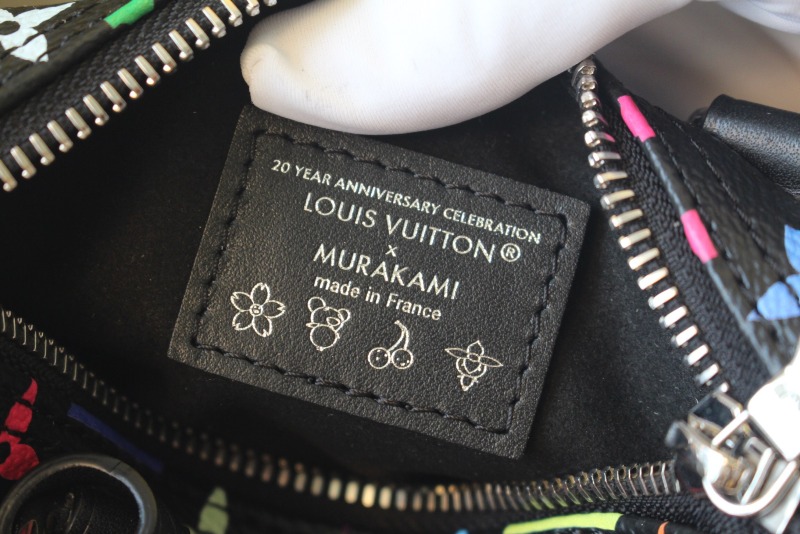 20 YEAR ANNIVERSARY CELEBRATION
LOUIS VUITTON®
x
MURAKAMI
made in France